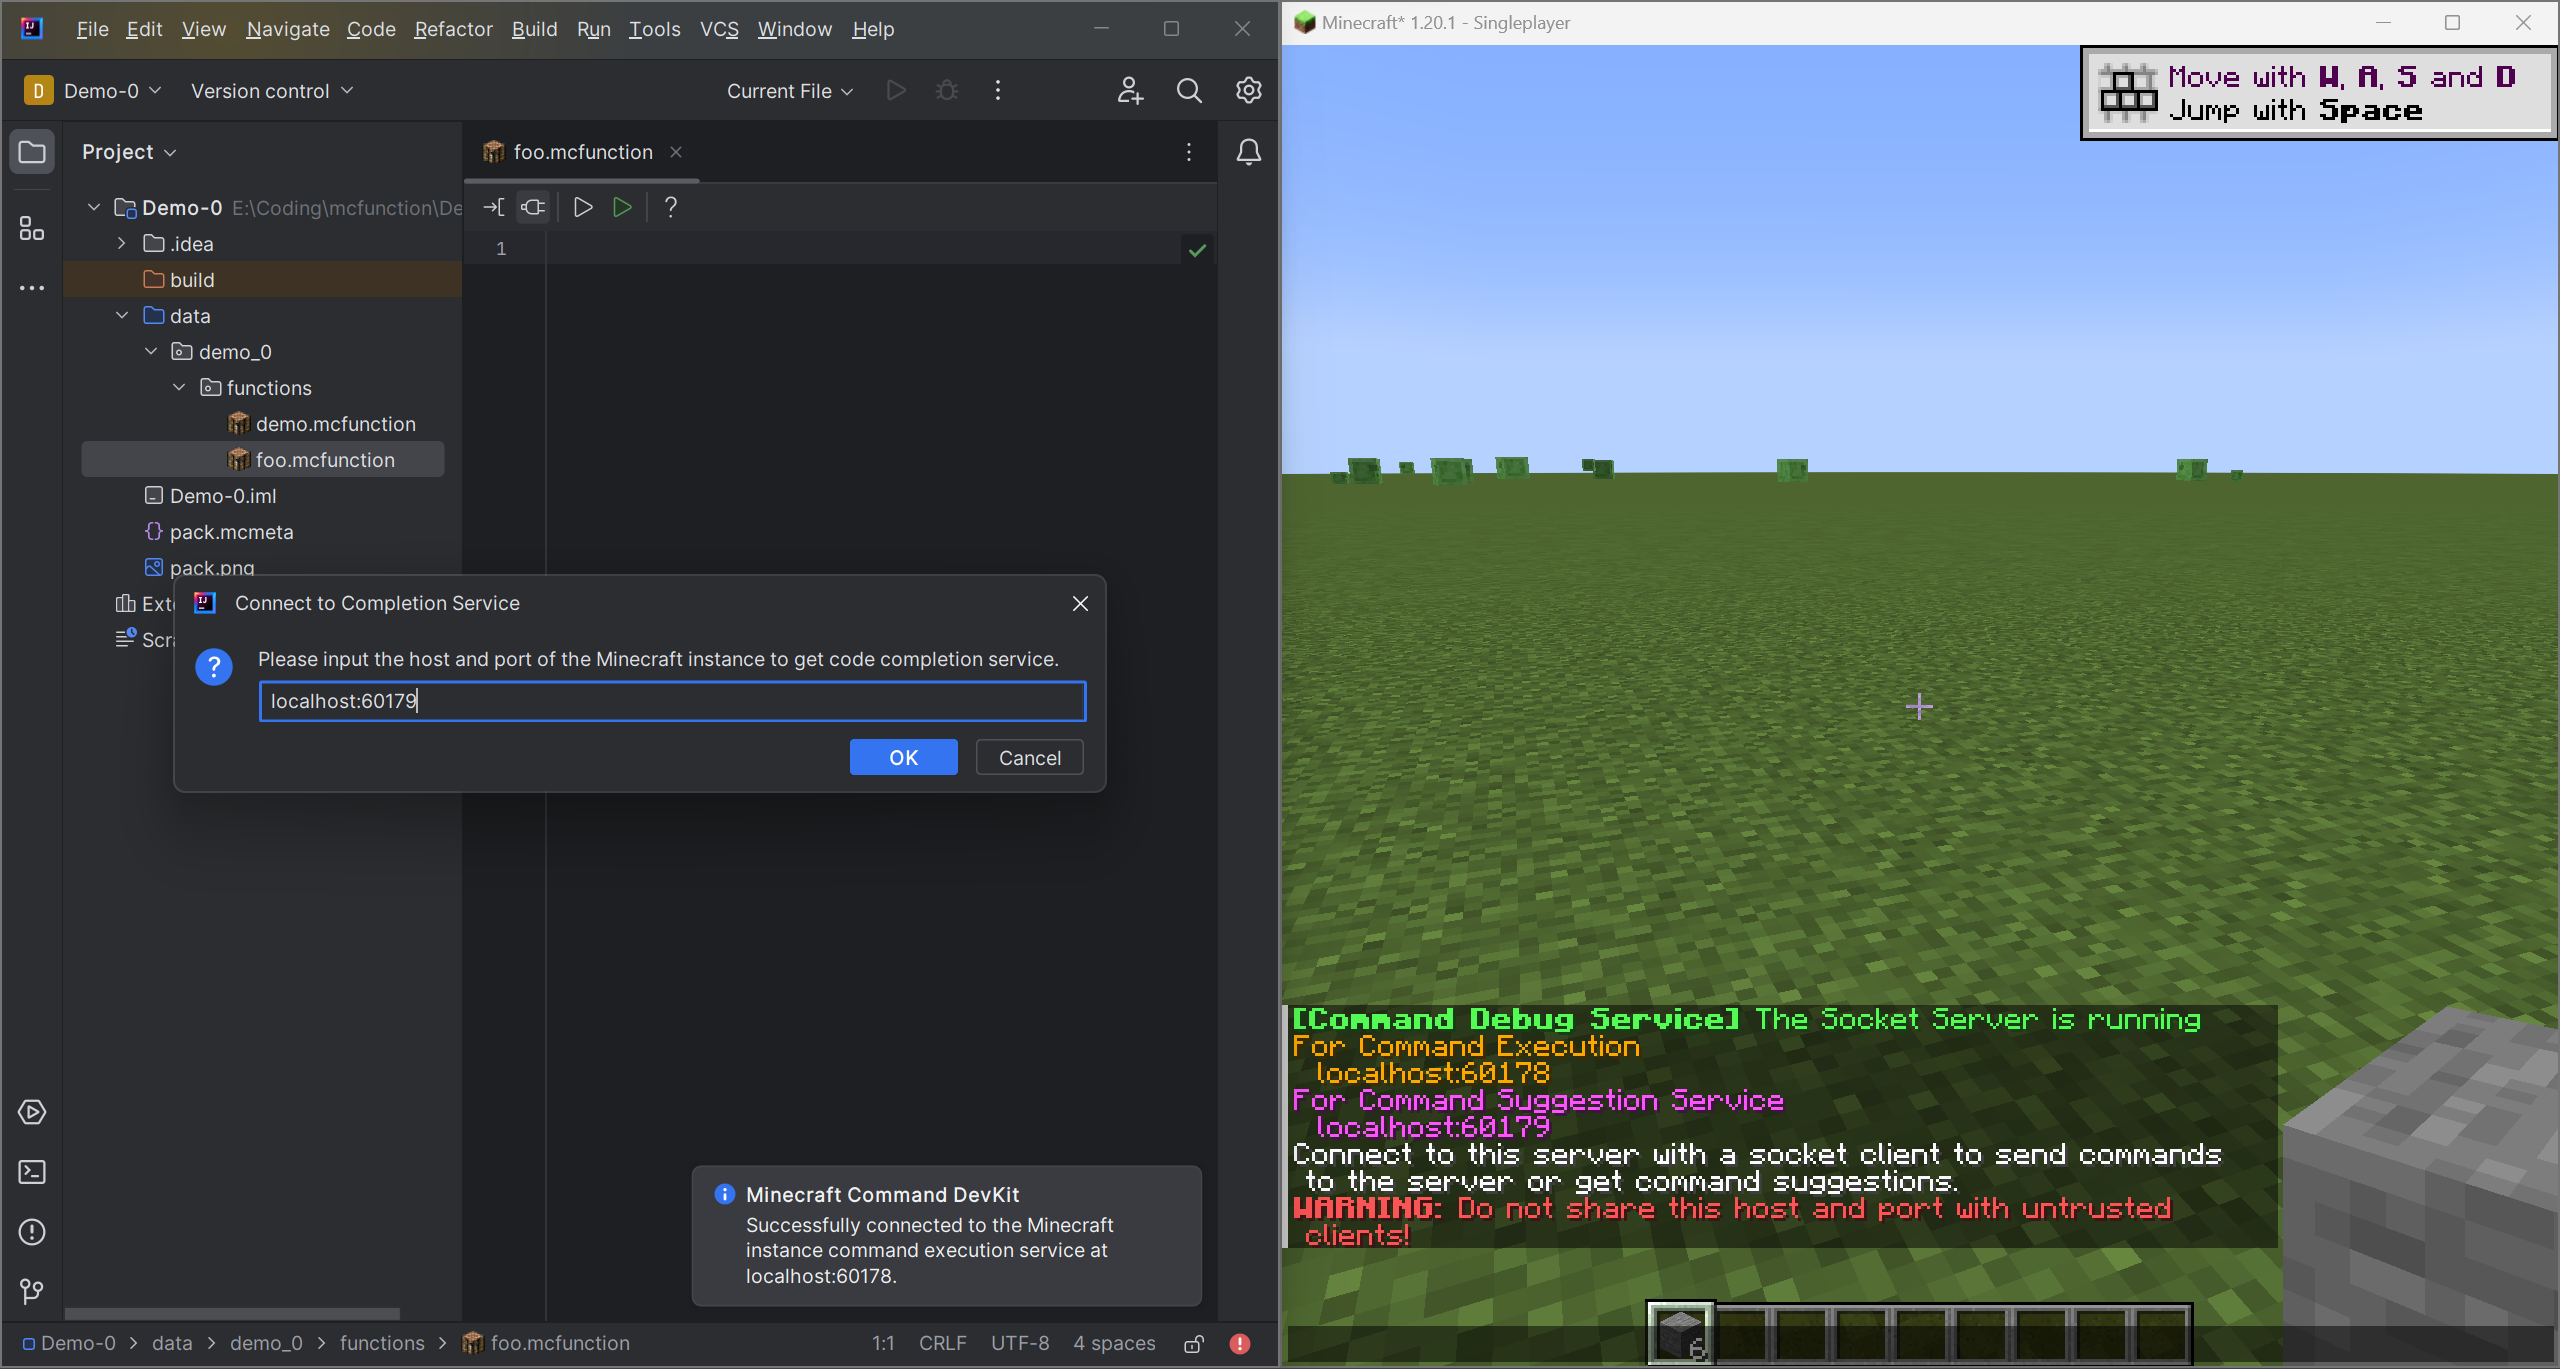 File Edit View Navigate Code Refactor Build Run Tools VCS Window Help
D Demo-0 Version control Current File
Project
foo.mcfunction
Demo-0 E:\Coding\mcfunction\De
.idea
build
data
demo_0
functions
demo.mcfunction
foo.mcfunction
Demo-0.iml
pack.mcmeta
pack.png
Ext
Scra
1
Connect to Completion Service
Please input the host and port of the Minecraft instance to get code completion service.
localhost:60179
OK Cancel
Minecraft Command DevKit
Successfully connected to the Minecraft
instance command execution service at
localhost:60178.
Demo-0 > data > demo_0 > functions > foo.mcfunction 1:1 CRLF UTF-8 4 spaces
Minecraft* 1.20.1 - Singleplayer
Move with W, A, S and D
Jump with Space
[Command Debug Service] The Socket Server is running
For Command Execution
localhost:60178
For Command Suggestion Service
localhost:60179
Connect to this server with a socket client to send commands
to the server or get command suggestions.
WARNING: Do not share this host and port with untrusted
clients!
6